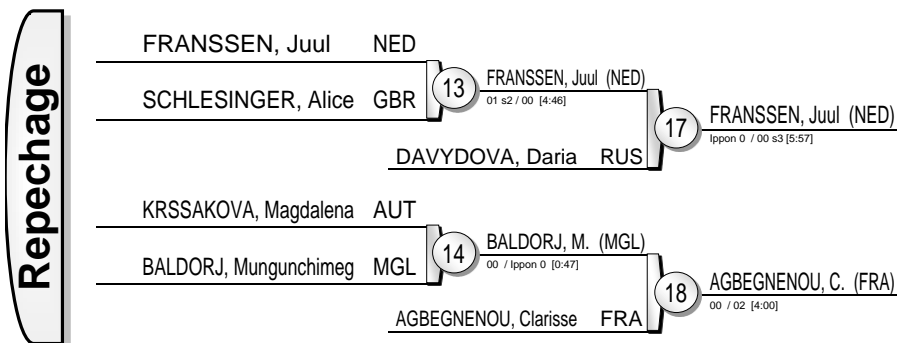 Repechage
FRANSSEN, Juul NED
SCHLESINGER, Alice GBR
13
FRANSSEN, Juul (NED)
01 s2 / 00 [4:46]
DAVYDOVA, Daria RUS
17
FRANSSEN, Juul (NED)
Ippon 0 / 00 s3 [5:57]
KRSSAKOVA, Magdalena AUT
BALDORJ, Mungunchimeg MGL
14
BALDORJ, M. (MGL)
00 / Ippon 0 [0:47]
AGBEGNENOU, Clarisse FRA
18
AGBEGNENOU, C. (FRA)
00 / 02 [4:00]